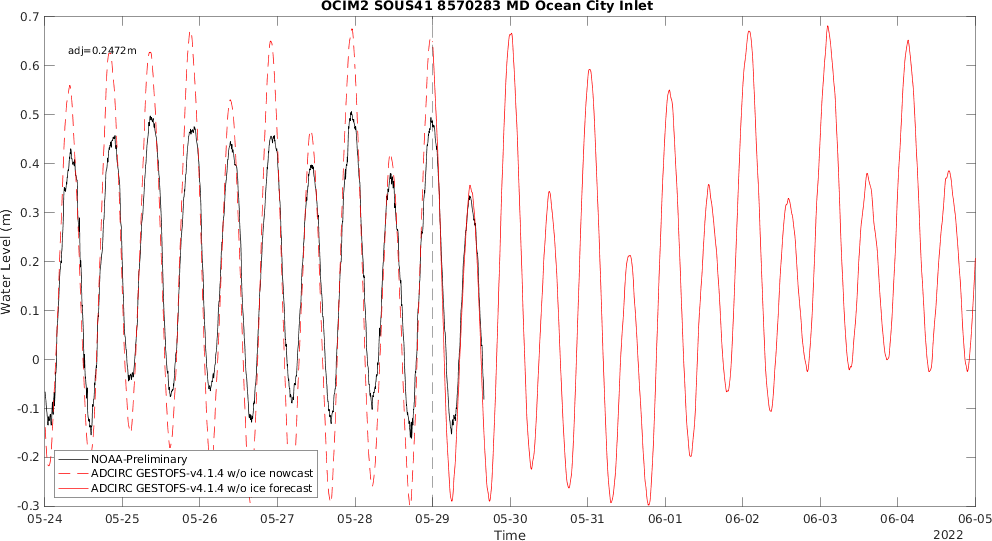 OCIM2 SOUS41 8570283 MD Ocean City Inlet
adj=0.2472m
Water Level (m)
0.7
0.6
0.5
0.4
0.3
0.2
0.1
0
-0.1
-0.2
-0.3
NOAA-Preliminary
ADCIRC GESTOFS-v4.1.4 w/o ice nowcast
ADCIRC GESTOFS-v4.1.4 w/o ice forecast
05-24 05-25 05-26 05-27 05-28 05-29 05-30 05-31 06-01 06-02 06-03 06-04 06-05
Time
2022